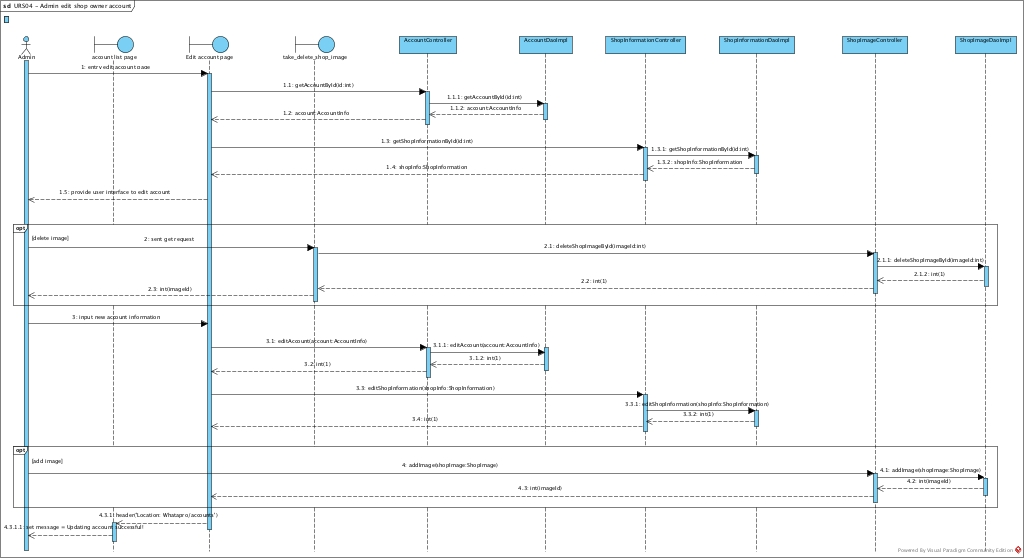 sd URS04 - Admin edit shop owner account
Admin
account list page
Edit account page
take_delete_shop_image
AccountController
AccountDaoImpl
ShopInformationController
ShopInformationDaoImpl
ShopImageController
ShopImageDaoImpl
1: entry edit account page
1.1: getAccountById(id:int)
1.1.1: getAccountById(id:int)
1.1.2: account:AccountInfo
1.2: account:AccountInfo
1.3: getShopInformationById(id:int)
1.3.1: getShopInformationById(id:int)
1.3.2: shopInfo:ShopInformation
1.4: shopInfo:ShopInformation
1.5: provide user interface to edit account
opt
[delete image]
2: sent get request
2.1: deleteShopImageById(imageId:int)
2.1.1: deleteShopImageById(imageId:int)
2.1.2: int(1)
2.2: int(1)
2.3: int(imageId)
3: input new account information
3.1: editAccount(account:AccountInfo)
3.1.1: editAccount(account:AccountInfo)
3.1.2: int(1)
3.2: int(1)
3.3: editShopInformation(shopInfo:ShopInformation)
3.3.1: editShopInformation(shopInfo:ShopInformation)
3.3.2: int(1)
3.4: int(1)
opt
[add image]
4: addImage(shopImage:ShopImage)
4.1: addImage(shopImage:ShopImage)
4.2: int(imageId)
4.3: int(imageId)
4.3.1: header('Location: Whatapro/accounts')
4.3.1.1: set message = Updating account successful!
Powered By Visual Paradigm Community Edition